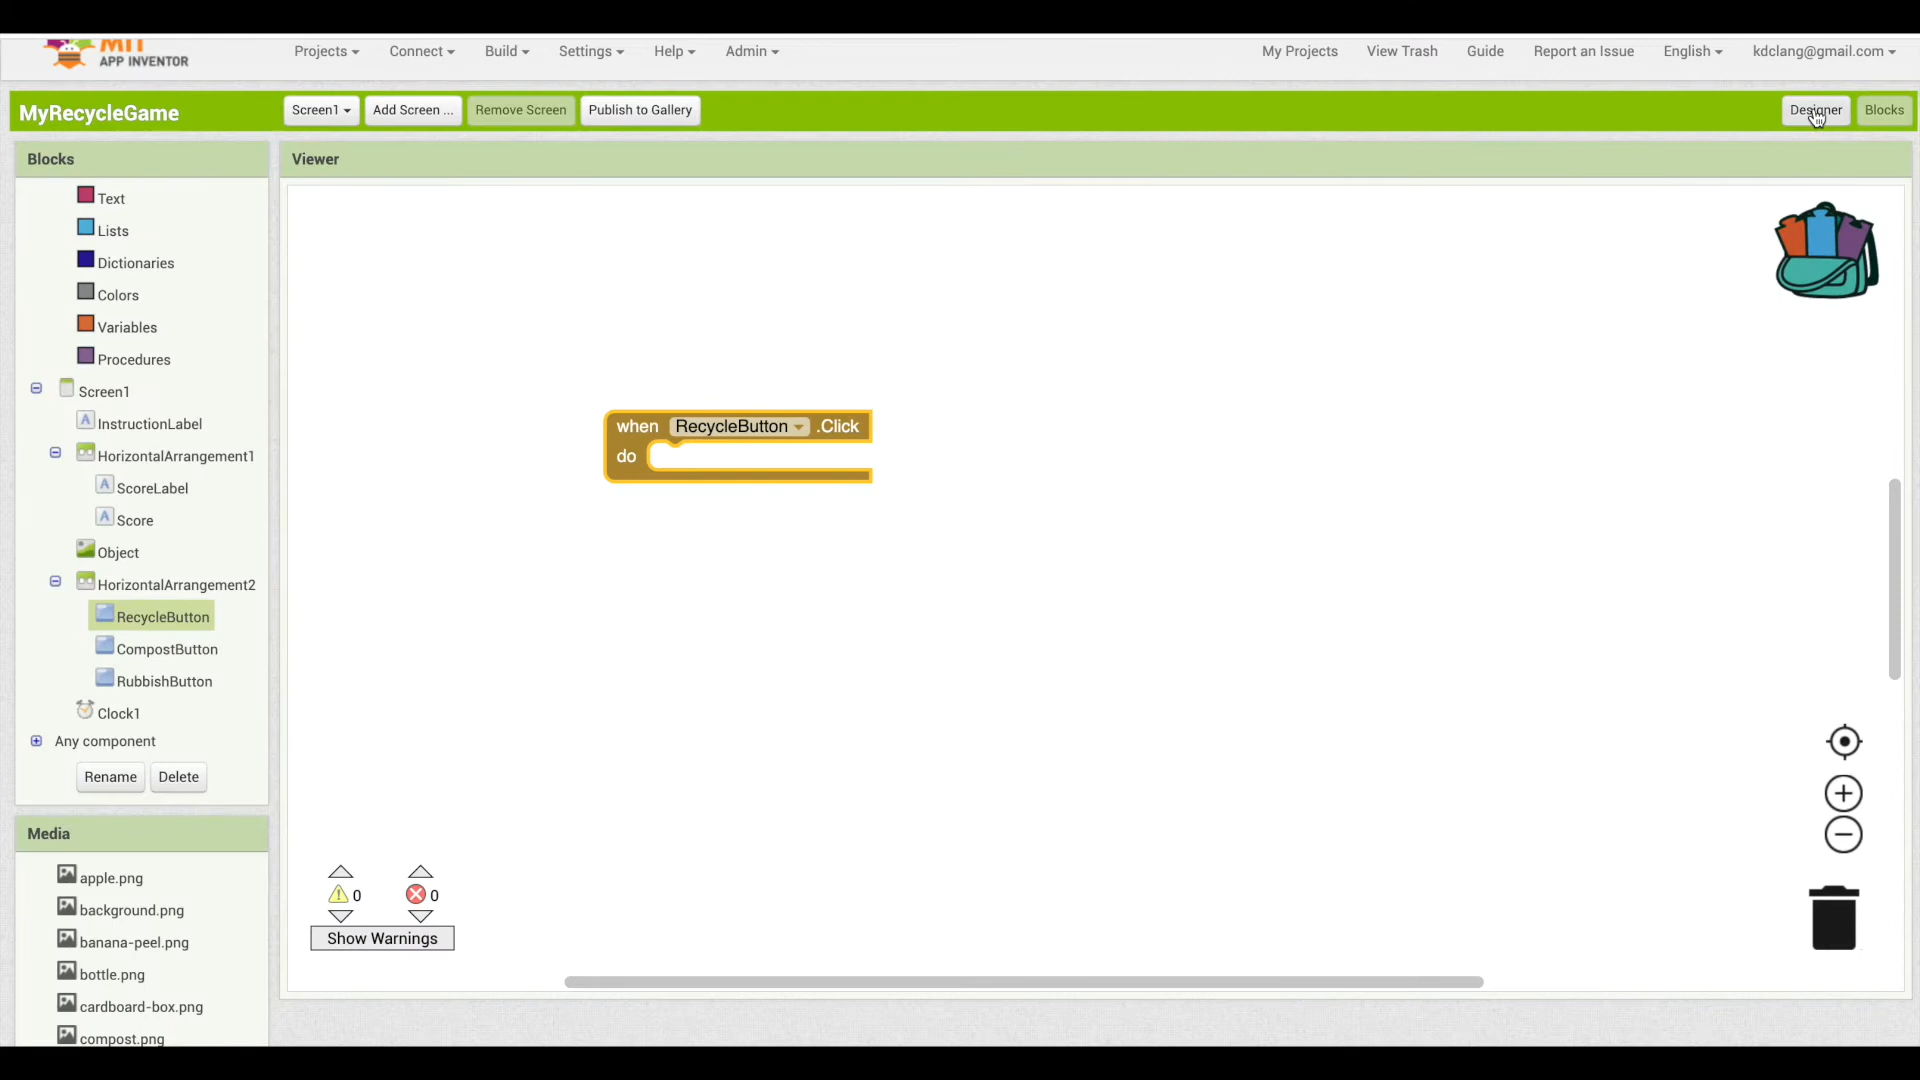 MIT
APP INVENTOR
Projects Connect Build Settings Help Admin My Projects View Trash Guide Report an Issue English kdclang@gmail.com
MyRecycleGame Screen1 Add Screen ... Remove Screen Publish to Gallery Designer Blocks
Blocks Viewer
Text
Lists
Dictionaries
Colors
Variables
Procedures
Screen1
InstructionLabel
HorizontalArrangement1
ScoreLabel
Score
Object
HorizontalArrangement2
RecycleButton
CompostButton
RubbishButton
Clock1
Any component
Rename Delete
when RecycleButton .Click
do
Media
apple.png
background.png
banana-peel.png
bottle.png
cardboard-box.png
compost.png
0 0
Show Warnings